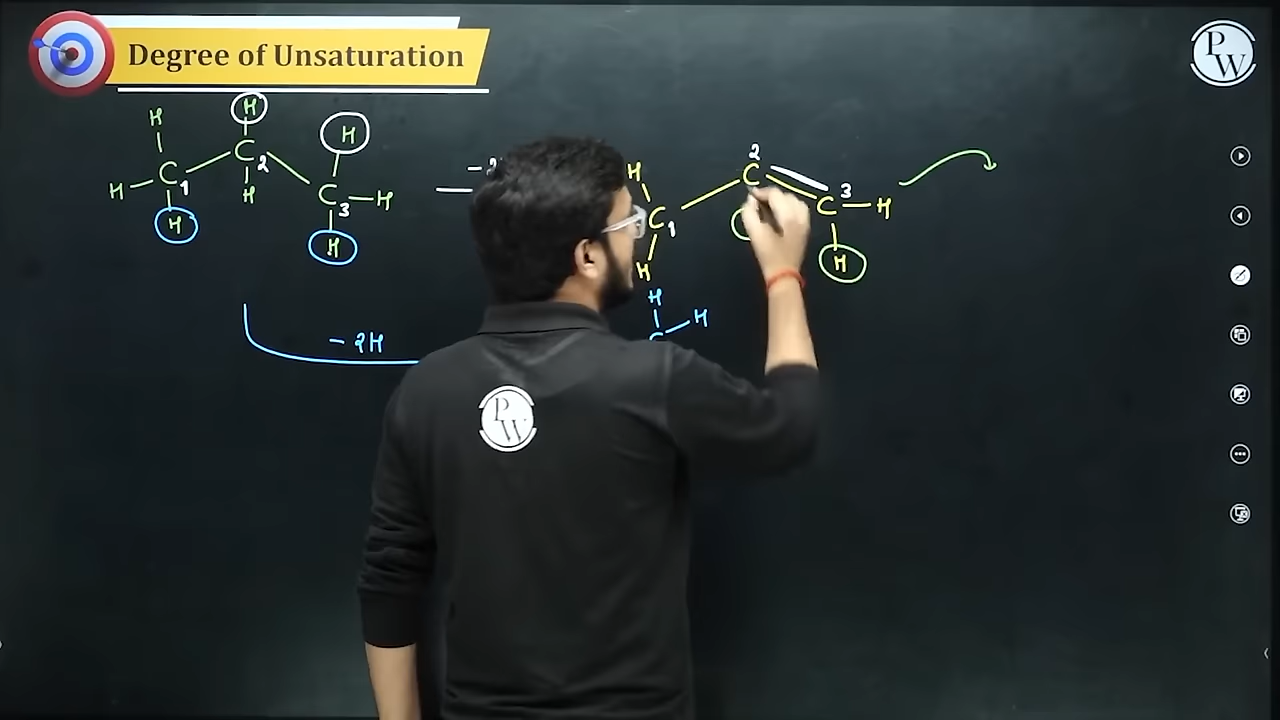 Degree of Unsaturation
P
W
H H H
C C 2
H C 1 H C 3 H
H H
2
C 3
H C H
C 1
H H
H
C H
- 2H
P
W